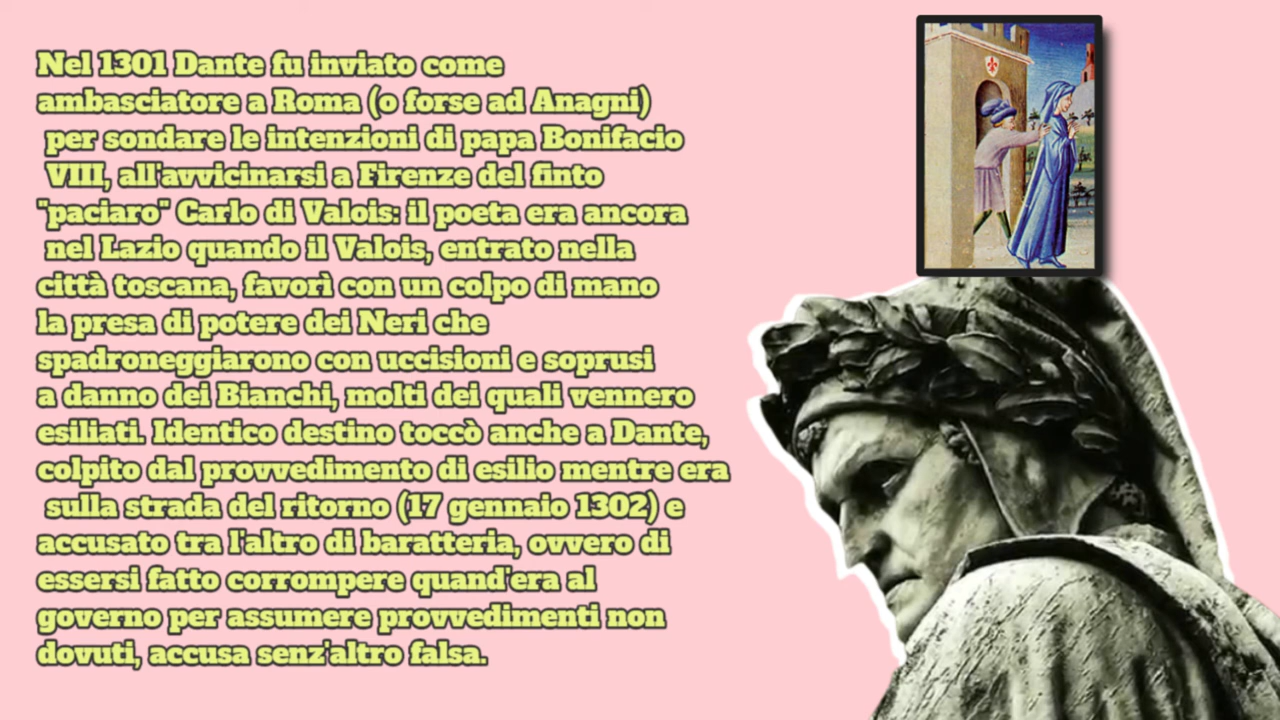 Nel 1301 Dante fu inviato come
ambasciatore a Roma (o forse ad Anagni)
per sondare le intenzioni di papa Bonifacio
VIII, all'avvicinarsi a Firenze del finto
"paciaro" Carlo di Valois: il poeta era ancora
nel Lazio quando il Valois, entrato nella
città toscana, favorì con un colpo di mano
la presa di potere dei Neri che
spadroneggiarono con uccisioni e soprusi
a danno dei Bianchi, molti dei quali vennero
esiliati. Identico destino toccò anche a Dante,
colpito dal provvedimento di esilio mentre era
sulla strada del ritorno (17 gennaio 1302) e
accusato tra l'altro di baratteria, ovvero di
essersi fatto corrompere quand'era al
governo per assumere provvedimenti non
dovuti, accusa senz'altro falsa.